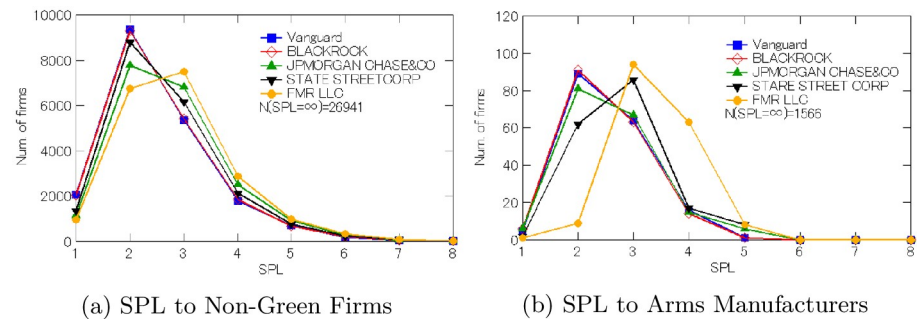 10000
8000
6000
4000
2000
0
Num. of firms
1 2 3 4 5 6 7 8
SPL
Vanguard
BLACKROCK
JPMORGAN CHASE&CO
STATE STREETCORP
FMR LLC
N(SPL=∞)=26941
(a) SPL to Non-Green Firms
120
100
80
60
40
20
0
Num. of firms
1 2 3 4 5 6 7 8
SPL
Vanguard
BLACKROCK
JPMORGAN CHASE&CO
STARE STREET CORP
FMR LLC
N(SPL=∞)=1566
(b) SPL to Arms Manufacturers